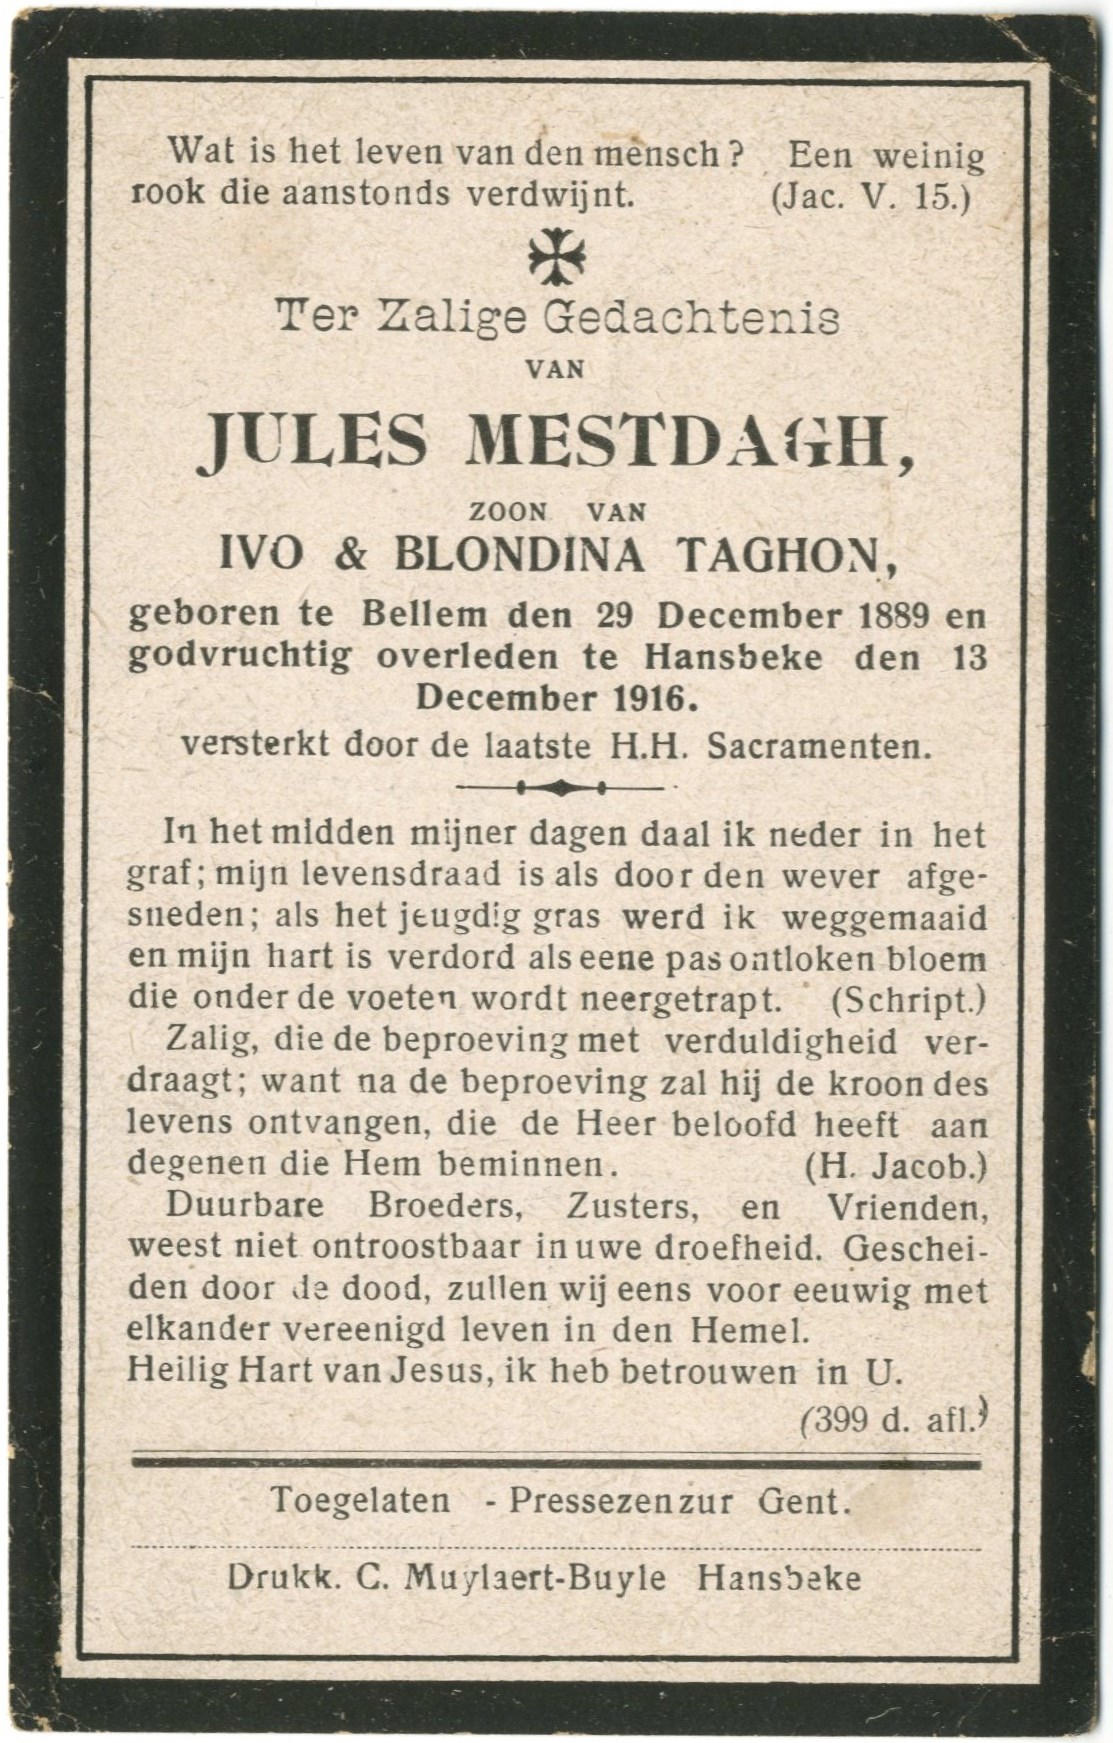 Wat is het leven van den mensch? Een weinig
rook die aanstonds verdwijnt. (Jac. V. 15.)
Ter Zalige Gedachtenis
VAN
JULES MESTDAGH,
ZOON VAN
IVO & BLONDINA TAGHON,
geboren te Bellem den 29 December 1889 en
godvruchtig overleden te Hansbeke den 13
December 1916.
versterkt door de laatste H.H. Sacramenten.
In het midden mijner dagen daal ik neder in het
graf; mijn levensdraad is als door den wever afge-
sneden; als het jeugdig gras werd ik weggemaaid
en mijn hart is verdord als eene pas ontloken bloem
die onder de voeten wordt neergetrapt. (Schript.)
Zalig, die de beproeving met verduldigheid ver-
draagt; want na de beproeving zal hij de kroon des
levens ontvangen, die de Heer beloofd heeft aan
degenen die Hem beminnen. (H. Jacob.)
Duurbare Broeders, Zusters, en Vrienden,
weest niet ontroostbaar in uwe droefheid. Geschei-
den door de dood, zullen wij eens voor eeuwig met
elkander vereenigd leven in den Hemel.
Heilig Hart van Jesus, ik heb betrouwen in U.
(399 d. afl.)
Toegelaten - Pressezenzur Gent.
Drukk. C. Muylaert-Buyle Hansbeke